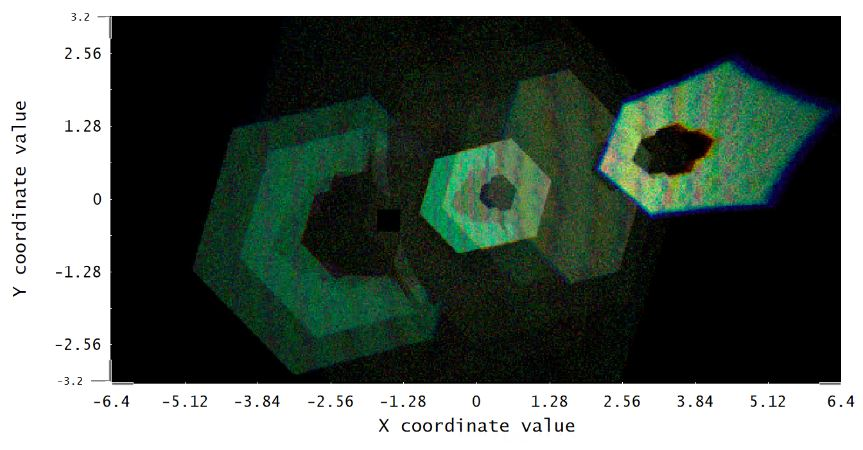 3.2
2.56
1.28
0
-1.28
-2.56
-3.2
Y coordinate value
-6.4 -5.12 -3.84 -2.56 -1.28 0 1.28 2.56 3.84 5.12 6.4
X coordinate value